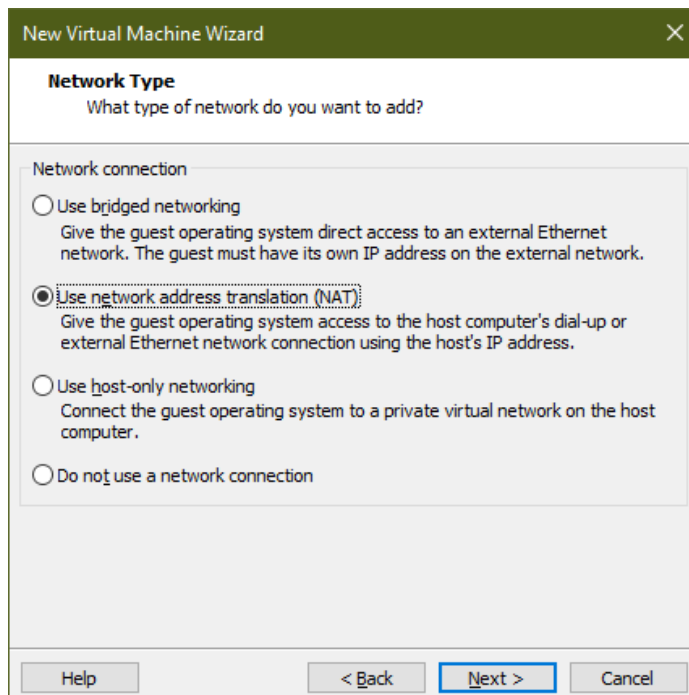 New Virtual Machine Wizard
Network Type
What type of network do you want to add?
Network connection
Use bridged networking
Give the guest operating system direct access to an external Ethernet
network. The guest must have its own IP address on the external network.
Use network address translation (NAT)
Give the guest operating system access to the host computer's dial-up or
external Ethernet network connection using the host's IP address.
Use host-only networking
Connect the guest operating system to a private virtual network on the host
computer.
Do not use a network connection
Help
< Back
Next >
Cancel